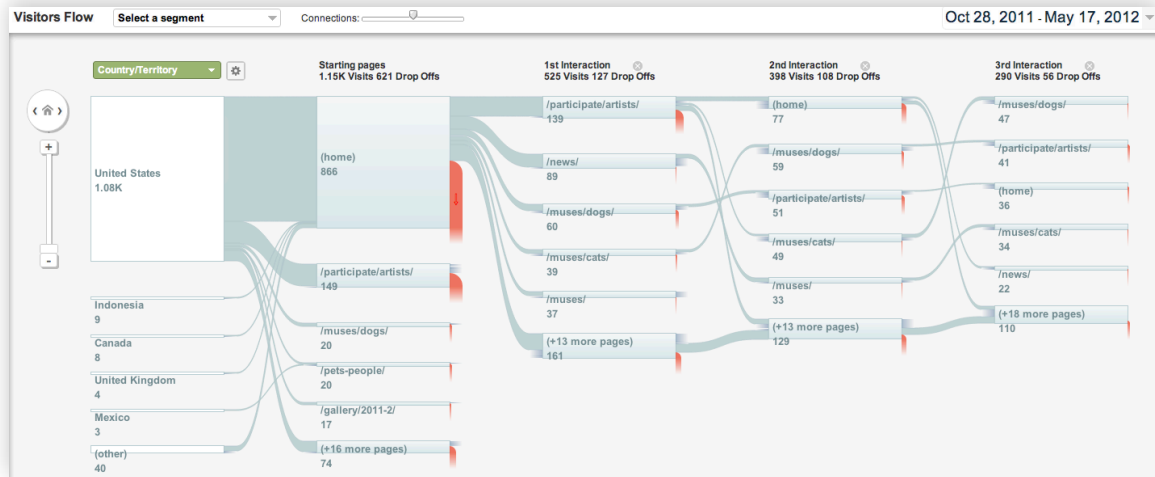 Visitors Flow
Select a segment
Connections:
Oct 28, 2011 - May 17, 2012
Country/Territory
Starting pages
1.15K Visits 621 Drop Offs
1st Interaction
525 Visits 127 Drop Offs
2nd Interaction
398 Visits 108 Drop Offs
3rd Interaction
290 Visits 56 Drop Offs
+
-
United States
1.08K
Indonesia
9
Canada
8
United Kingdom
4
Mexico
3
(other)
40
(home)
866
/participate/artists/
149
/muses/dogs/
20
/pets-people/
20
/gallery/2011-2/
17
(+16 more pages)
74
/participate/artists/
139
/news/
89
/muses/dogs/
60
/muses/cats/
39
/muses/
37
(+13 more pages)
161
(home)
77
/muses/dogs/
59
/participate/artists/
51
/muses/cats/
49
/muses/
33
(+13 more pages)
129
/muses/dogs/
47
/participate/artists/
41
(home)
36
/muses/cats/
34
/news/
22
(+18 more pages)
110